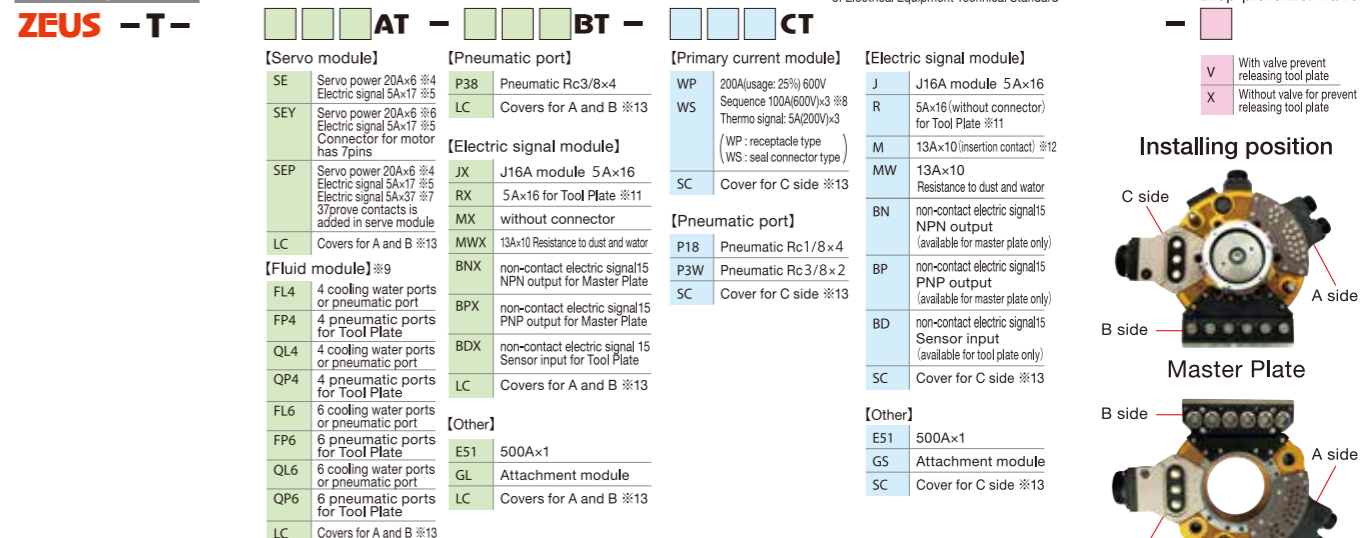 ZEUS -T- AT - BT - CT -
【Servo module】
SE Servo power 20A×6 ※4
Electric signal 5A×17 ※5
SEY Servo power 20A×6 ※6
Electric signal 5A×17 ※5
Connector for motor
has 7pins
SEP Servo power 20A×6 ※4
Electric signal 5A×17 ※5
Electric signal 5A×37 ※7
37prove contacts is
added in serve module
LC Covers for A and B ※13
【Fluid module】※9
FL4 4 cooling water ports
or pneumatic port
FP4 4 pneumatic ports
for Tool Plate
QL4 4 cooling water ports
or pneumatic port
QP4 4 pneumatic ports
for Tool Plate
FL6 6 cooling water ports
or pneumatic port
FP6 6 pneumatic ports
for Tool Plate
QL6 6 cooling water ports
or pneumatic port
QP6 6 pneumatic ports
for Tool Plate
LC Covers for A and B ※13
【Pneumatic port】
P38 Pneumatic Rc3/8×4
LC Covers for A and B ※13
【Electric signal module】
JX J16A module 5A×16
RX 5A×16 for Tool Plate ※11
MX without connector
MWX 13A×10 Resistance to dust and wator
BNX non-contact electric signal15
NPN output for Master Plate
BPX non-contact electric signal15
PNP output for Master Plate
BDX non-contact electric signal 15
Sensor input for Tool Plate
LC Covers for A and B ※13
【Other】
E51 500A×1
GL Attachment module
LC Covers for A and B ※13
【Primary current module】
WP 200A(usage: 25%) 600V
WS Sequence 100A(600V)×3 ※8
Thermo signal: 5A(200V)×3
(WP : receptacle type
WS : seal connector type)
SC Cover for C side ※13
【Pneumatic port】
P18 Pneumatic Rc1/8×4
P3W Pneumatic Rc3/8×2
SC Cover for C side ※13
of Electrical Equipment Technical Standard
【Electric signal module】
J J16A module 5A×16
R 5A×16(without connector)
for Tool Plate ※11
M 13A×10(insertion contact) ※12
MW 13A×10
Resistance to dust and wator
BN non-contact electric signal15
NPN output
(available for master plate only)
BP non-contact electric signal15
PNP output
(available for master plate only)
BD non-contact electric signal15
Sensor input
(available for tool plate only)
SC Cover for C side ※13
【Other】
E51 500A×1
GS Attachment module
SC Cover for C side ※13
V With valve prevent
releasing tool plate
X Without valve for prevent
releasing tool plate
Installing position
C side
A side
B side
Master Plate
B side
A side